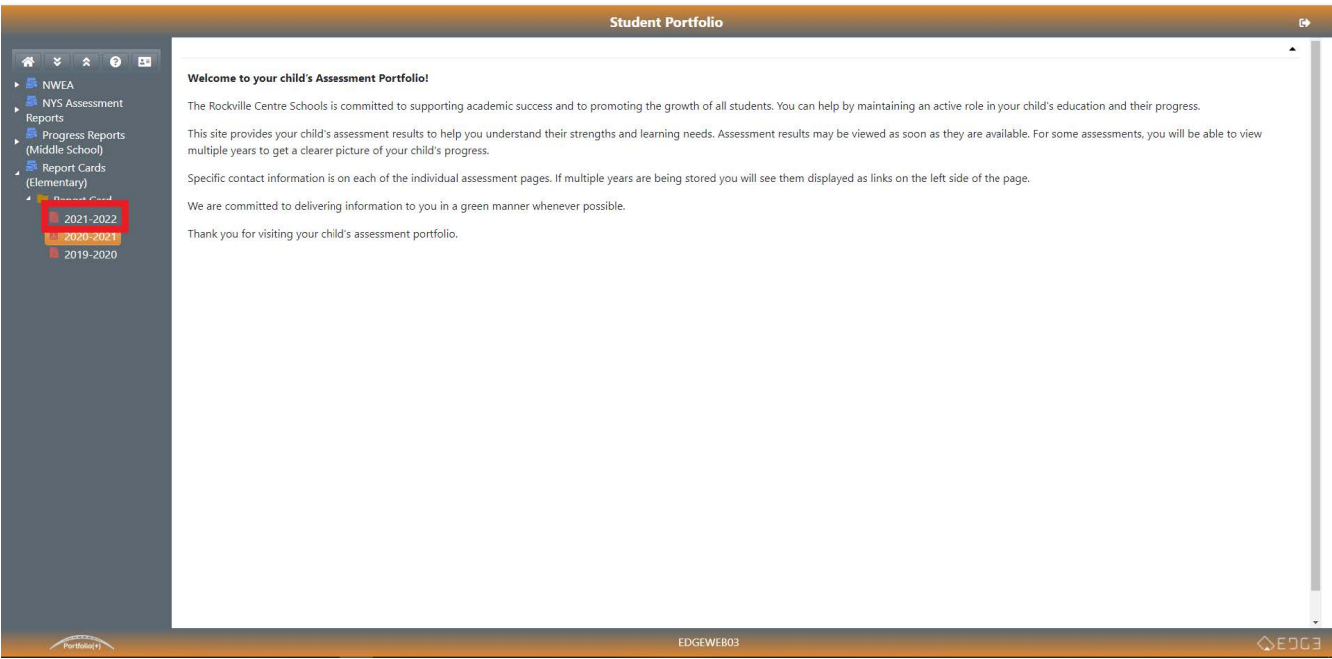 Student Portfolio
NWEA
NYS Assessment
Reports
Progress Reports
(Middle School)
Report Cards
(Elementary)
Report Card
2021-2022
2020-2021
2019-2020
Welcome to your child's Assessment Portfolio!
The Rockville Centre Schools is committed to supporting academic success and to promoting the growth of all students. You can help by maintaining an active role in your child's education and their progress.
This site provides your child's assessment results to help you understand their strengths and learning needs. Assessment results may be viewed as soon as they are available. For some assessments, you will be able to view
multiple years to get a clearer picture of your child's progress.
Specific contact information is on each of the individual assessment pages. If multiple years are being stored you will see them displayed as links on the left side of the page.
We are committed to delivering information to you in a green manner whenever possible.
Thank you for visiting your child's assessment portfolio.
Portfolio(+)
EDGEWEB03
EDGE